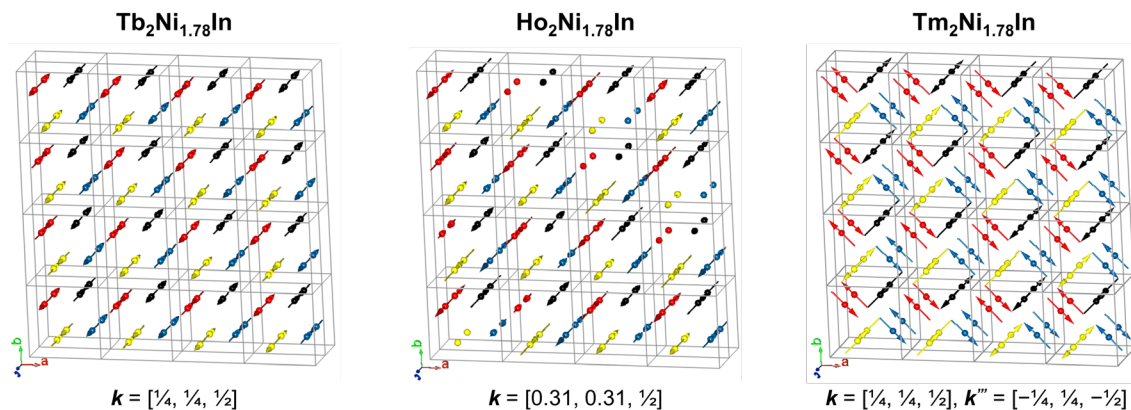 Tb₂Ni₁.₇₈In
Ho₂Ni₁.₇₈In
Tm₂Ni₁.₇₈In
b
a
b
a
b
a
k = [¼, ¼, ½]
k = [0.31, 0.31, ½]
k = [¼, ¼, ½], k''' = [−¼, ¼, −½]